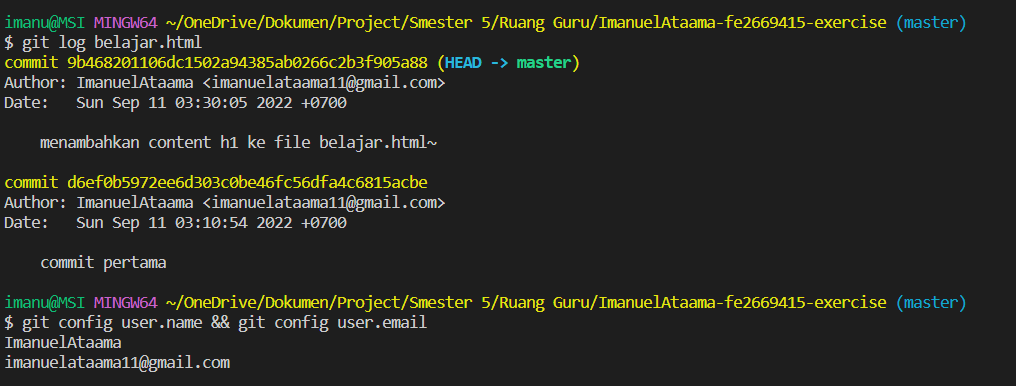 imanu@MSI MINGW64 ~/OneDrive/Dokumen/Project/Smester 5/Ruang Guru/ImanuelAtaama-fe2669415-exercise (master)
$ git log belajar.html
commit 9b468201106dc1502a94385ab0266c2b3f905a88 (HEAD -> master)
Author: ImanuelAtaama <imanuelataama11@gmail.com>
Date:   Sun Sep 11 03:30:05 2022 +0700
    menambahkan content h1 ke file belajar.html~
commit d6ef0b5972ee6d303c0be46fc56dfa4c6815acbe
Author: ImanuelAtaama <imanuelataama11@gmail.com>
Date:   Sun Sep 11 03:10:54 2022 +0700
    commit pertama
imanu@MSI MINGW64 ~/OneDrive/Dokumen/Project/Smester 5/Ruang Guru/ImanuelAtaama-fe2669415-exercise (master)
$ git config user.name && git config user.email
ImanuelAtaama
imanuelataama11@gmail.com